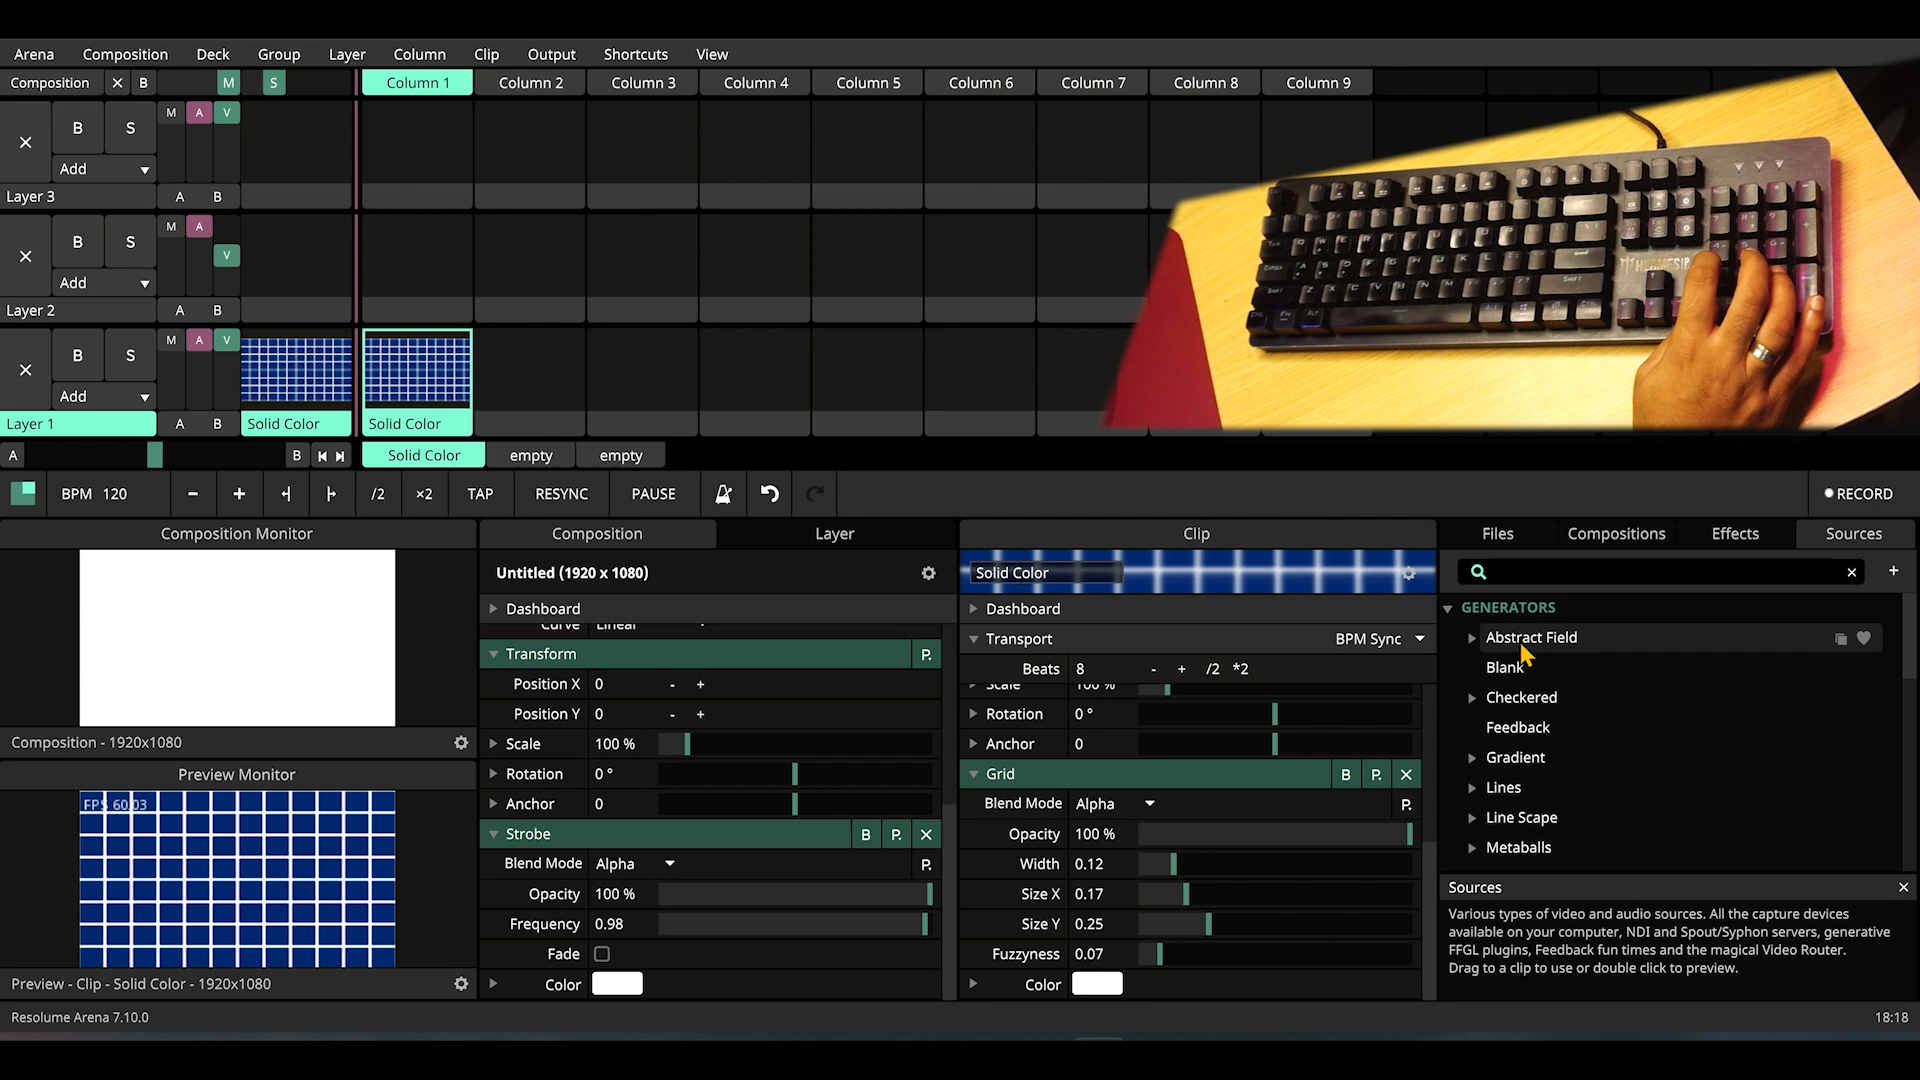 Arena Composition Deck Group Layer Column Clip Output Shortcuts View
Composition × B M S Column 1 Column 2 Column 3 Column 4 Column 5 Column 6 Column 7 Column 8 Column 9
B S M A V
Add
Layer 3 A B
B S M A V
Add
Layer 2 A B
B S M A V
Add
Layer 1 A B Solid Color Solid Color
A B Solid Color empty empty
BPM 120 - + /2 ×2 TAP RESYNC PAUSE RECORD
Composition Monitor
Composition - 1920x1080
Preview Monitor
FPS 60.03
Preview - Clip - Solid Color - 1920x1080
Composition Layer
Untitled (1920 x 1080)
Dashboard
Curve Linear
Transform P.
Position X 0 - +
Position Y 0 - +
Scale 100 %
Rotation 0 °
Anchor 0
Strobe B P. ×
Blend Mode Alpha P.
Opacity 100 %
Frequency 0.98
Fade
Color
Clip
Solid Color
Dashboard
Transport BPM Sync
Beats 8 - + /2 *2
Scale 100 %
Rotation 0 °
Anchor 0
Grid B P. ×
Blend Mode Alpha P.
Opacity 100 %
Width 0.12
Size X 0.17
Size Y 0.25
Fuzzyness 0.07
Color
Files Compositions Effects Sources
GENERATORS
Abstract Field
Blank
Checkered
Feedback
Gradient
Lines
Line Scape
Metaballs
Sources
Various types of video and audio sources. All the capture devices
available on your computer, NDI and Spout/Syphon servers, generative
FFGL plugins, Feedback fun times and the magical Video Router.
Drag to a clip to use or double click to preview.
Resolume Arena 7.10.0 18:18